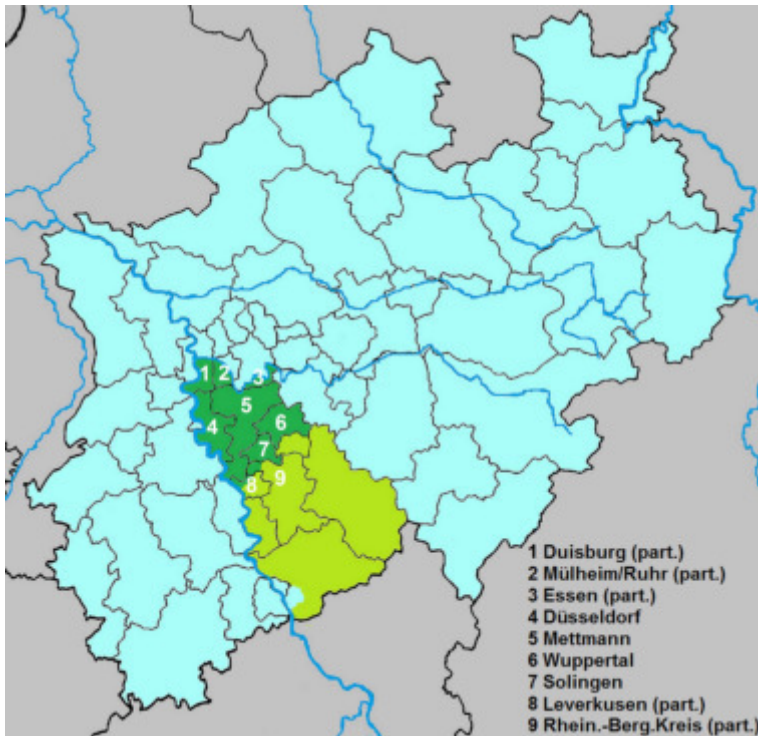 1 2 3
5
4 6
7
8 9
1 Duisburg (part.)
2 Mülheim/Ruhr (part.)
3 Essen (part.)
4 Düsseldorf
5 Mettmann
6 Wuppertal
7 Solingen
8 Leverkusen (part.)
9 Rhein.-Berg.Kreis (part.)